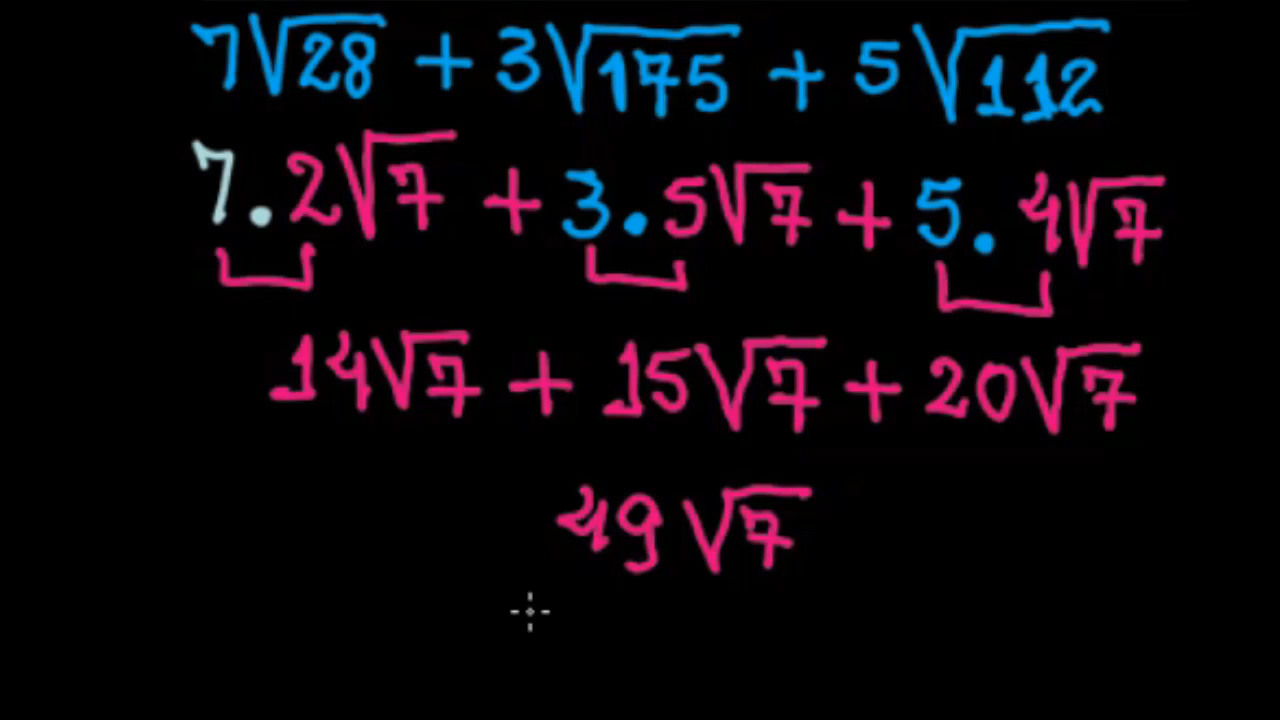 7√28 + 3√175 + 5√112
7.2√7 + 3.5√7 + 5.4√7
14√7 + 15√7 + 20√7
49√7